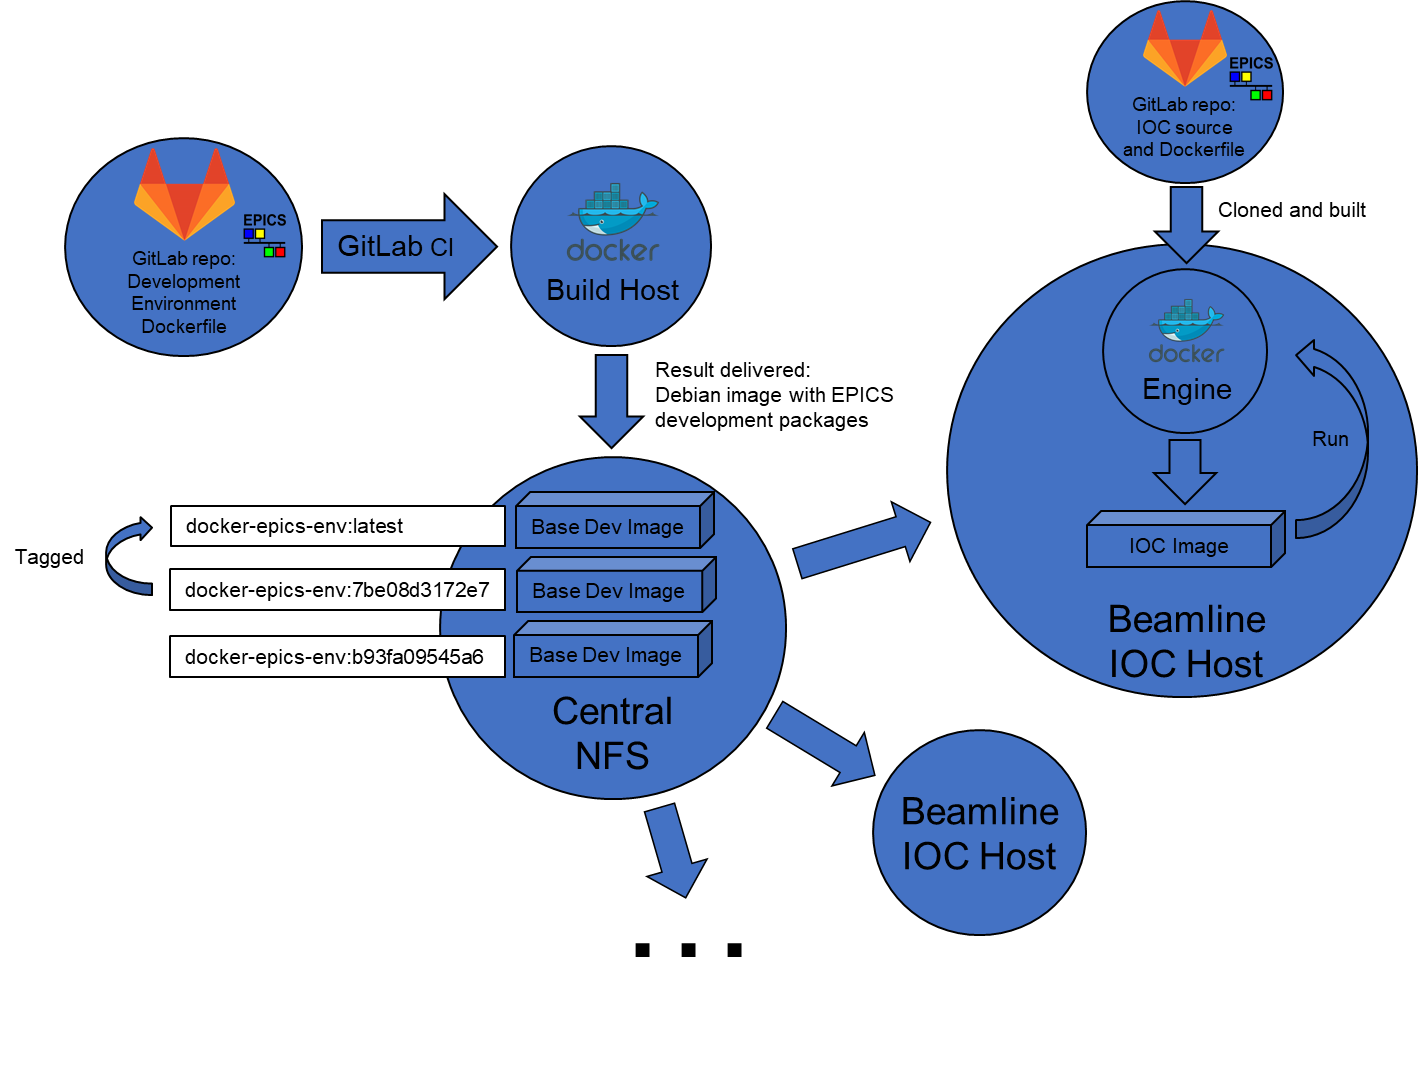 EPICS
GitLab repo:
IOC source
and Dockerfile
Cloned and built
EPICS
GitLab repo:
Development
Environment
Dockerfile
GitLab CI
docker
Build Host
docker
Engine
Run
IOC Image
Beamline
IOC Host
Result delivered:
Debian image with EPICS
development packages
Tagged
docker-epics-env:latest
Base Dev Image
docker-epics-env:7be08d3172e7
Base Dev Image
docker-epics-env:b93fa09545a6
Base Dev Image
Central
NFS
Beamline
IOC Host
. . .